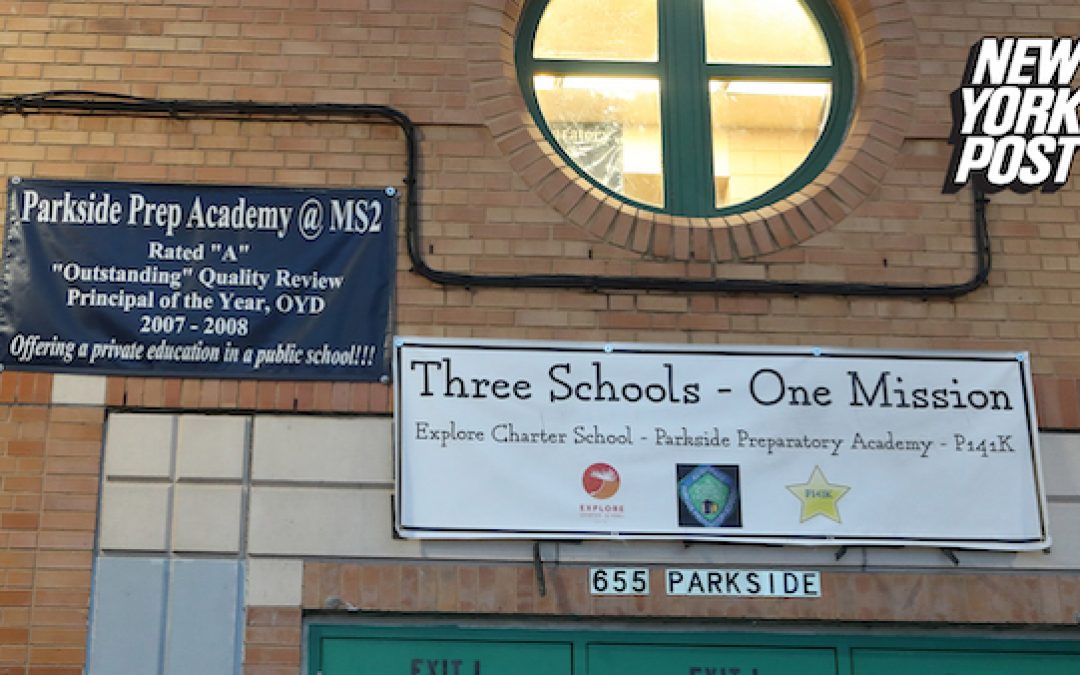 NEW
YORK
POST
Parkside Prep Academy @ MS2
Rated "A"
"Outstanding" Quality Review
Principal of the Year, OYD
2007 - 2008
Offering a private education in a public school!!!
Three Schools - One Mission
Explore Charter School - Parkside Preparatory Academy - P141K
EXPLORE
P141K
655 PARKSIDE
EXIT 1
EXIT 1